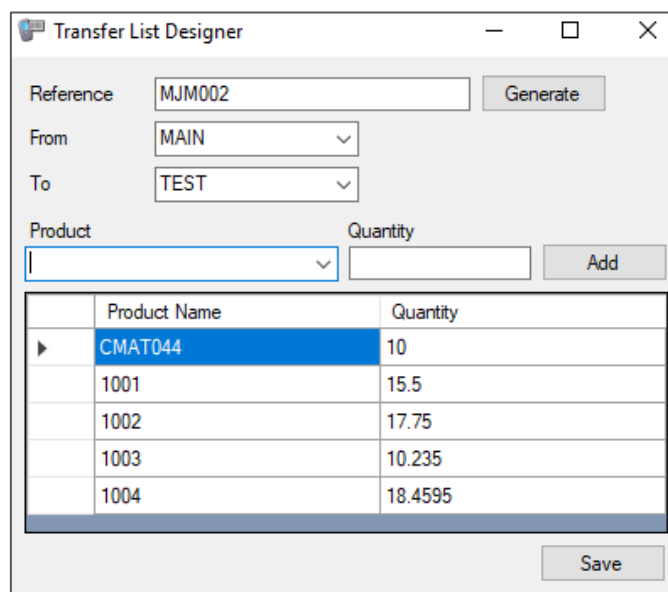 Transfer List Designer
Reference MJM002 Generate
From MAIN
To TEST
Product Quantity
Add
Product Name Quantity
CMAT044 10
1001 15.5
1002 17.75
1003 10.235
1004 18.4595
Save